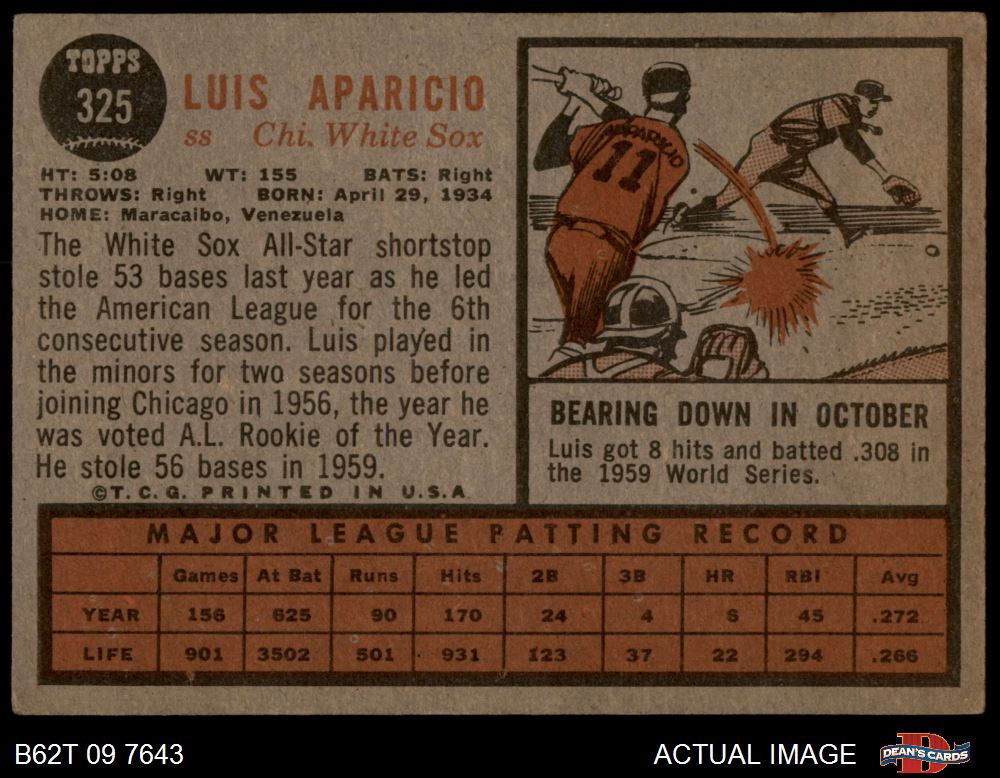 TOPPS
325
LUIS APARICIO
ss Chi. White Sox
HT: 5:08 WT: 155 BATS: Right
THROWS: Right BORN: April 29, 1934
HOME: Maracaibo, Venezuela
The White Sox All-Star shortstop
stole 53 bases last year as he led
the American League for the 6th
consecutive season. Luis played in
the minors for two seasons before
joining Chicago in 1956, the year he
was voted A.L. Rookie of the Year.
He stole 56 bases in 1959.
©T.C.G. PRINTED IN U.S.A.
APARICIO
11
BEARING DOWN IN OCTOBER
Luis got 8 hits and batted .308 in
the 1959 World Series.
MAJOR LEAGUE BATTING RECORD
Games At Bat Runs Hits 2B 3B HR RBI Avg
YEAR 156 625 90 170 24 4 6 45 .272
LIFE 901 3502 501 931 123 37 22 294 .266
B62T 09 7643
ACTUAL IMAGE
DEAN'S CARDS